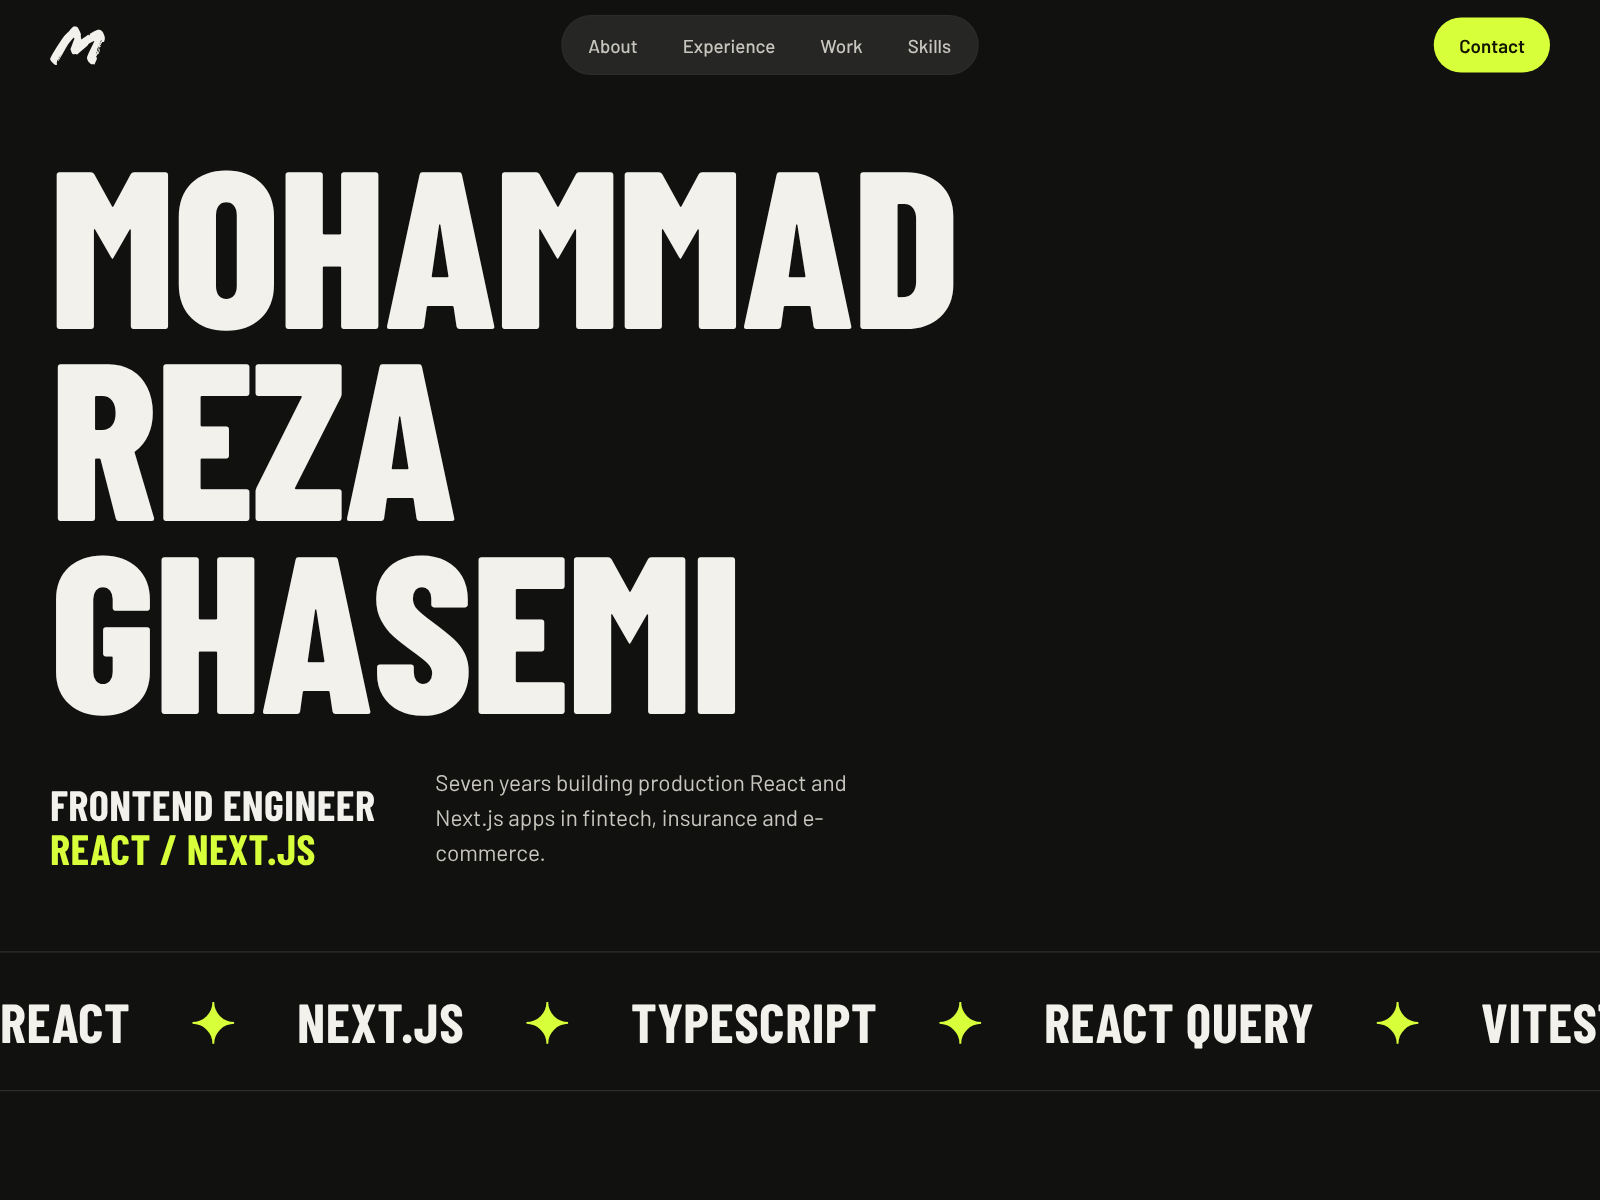 M
About
Experience
Work
Skills
Contact
MOHAMMAD
REZA
GHASEMI
FRONTEND ENGINEER
REACT / NEXT.JS
Seven years building production React and
Next.js apps in fintech, insurance and e-
commerce.
REACT NEXT.JS TYPESCRIPT REACT QUERY VITES